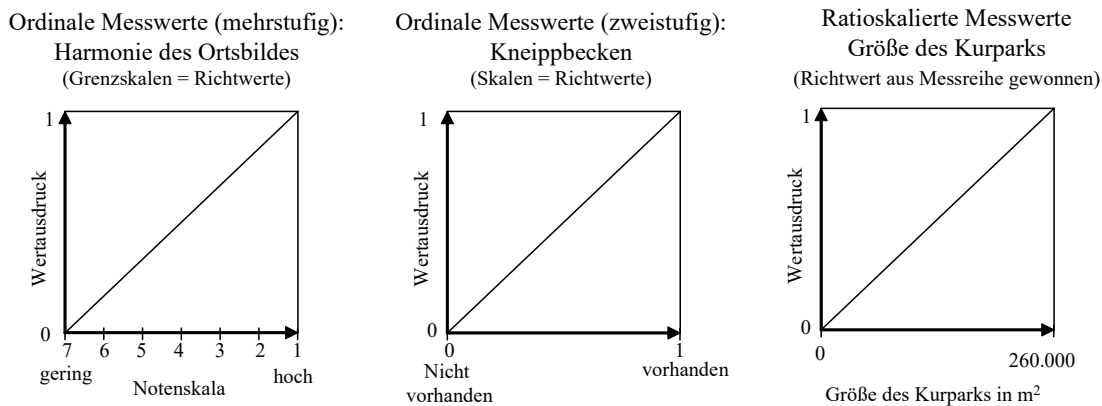 Ordinale Messwerte (mehrstufig):
Harmonie des Ortsbildes
(Grenzskalen = Richtwerte)
1
Wertausdruck
0
7 6 5 4 3 2 1
gering
hoch
Notenskala
Ordinale Messwerte (zweistufig):
Kneippbecken
(Skalen = Richtwerte)
1
Wertausdruck
0
0 1
Nicht
vorhanden
vorhanden
Ratioskalierte Messwerte
Größe des Kurparks
(Richtwert aus Messreihe gewonnen)
1
Wertausdruck
0
0 260.000
Größe des Kurparks in m²